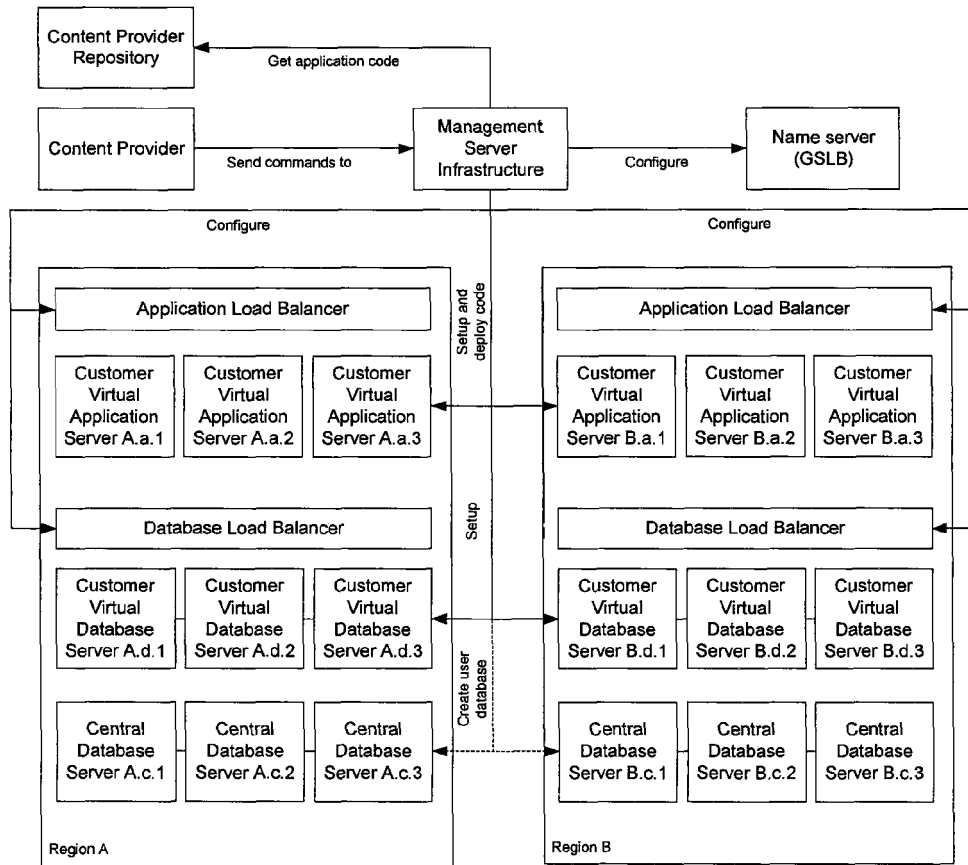 Content Provider
Repository
Get application code
Content Provider
Send commands to
Management
Server
Infrastructure
Configure
Name server
(GSLB)
Configure
Configure
Application Load Balancer
Setup and
deploy code
Application Load Balancer
Customer
Virtual
Application
Server A.a.1
Customer
Virtual
Application
Server A.a.2
Customer
Virtual
Application
Server A.a.3
Customer
Virtual
Application
Server B.a.1
Customer
Virtual
Application
Server B.a.2
Customer
Virtual
Application
Server B.a.3
Database Load Balancer
Setup
Database Load Balancer
Customer
Virtual
Database
Server A.d.1
Customer
Virtual
Database
Server A.d.2
Customer
Virtual
Database
Server A.d.3
Customer
Virtual
Database
Server B.d.1
Customer
Virtual
Database
Server B.d.2
Customer
Virtual
Database
Server B.d.3
Create user
database
Central
Database
Server A.c.1
Central
Database
Server A.c.2
Central
Database
Server A.c.3
Central
Database
Server B.c.1
Central
Database
Server B.c.2
Central
Database
Server B.c.3
Region A
Region B